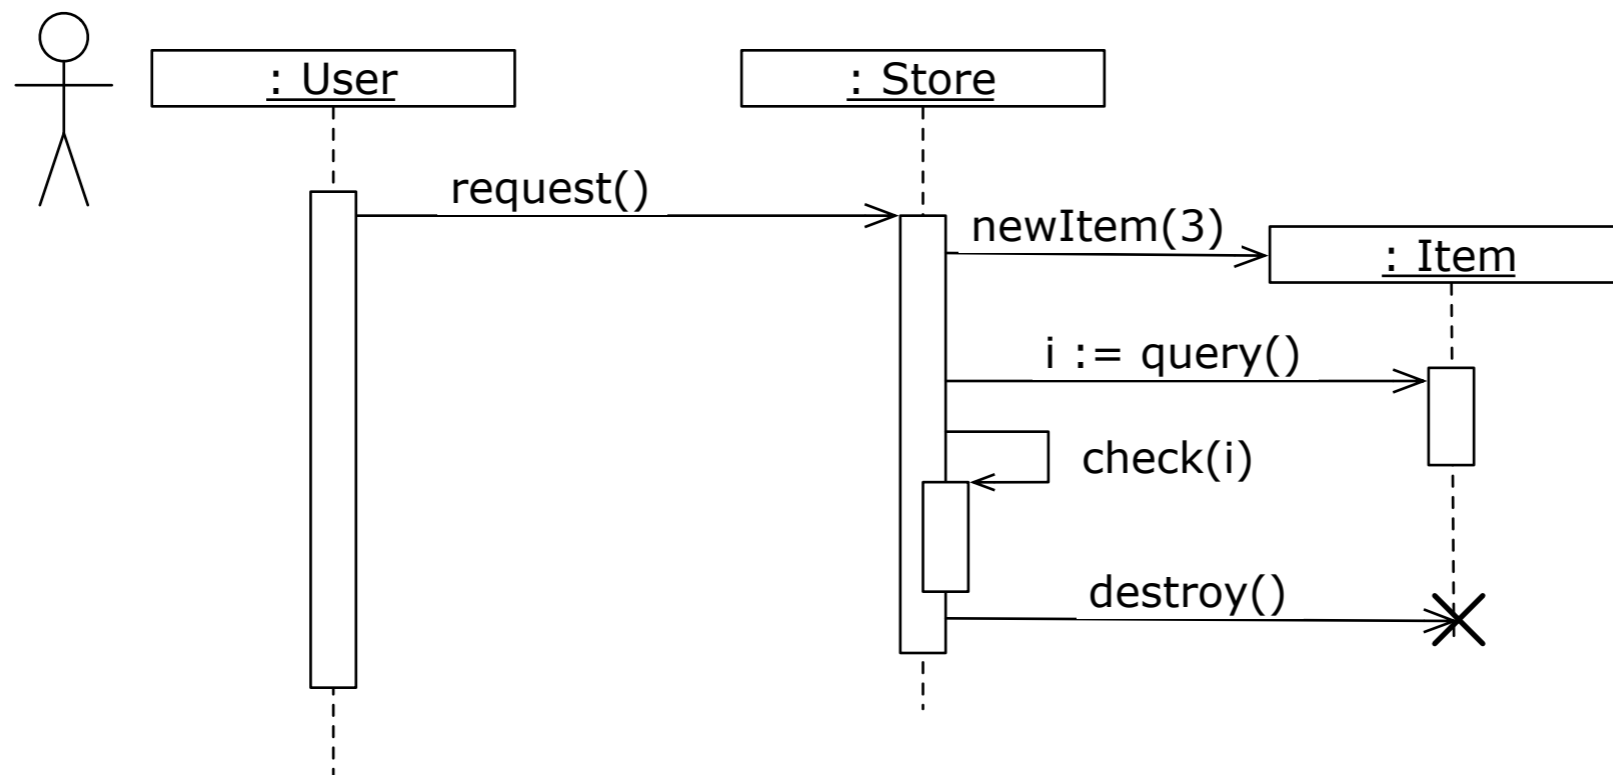 : User
: Store
request()
newItem(3)
: Item
i := query()
check(i)
destroy()